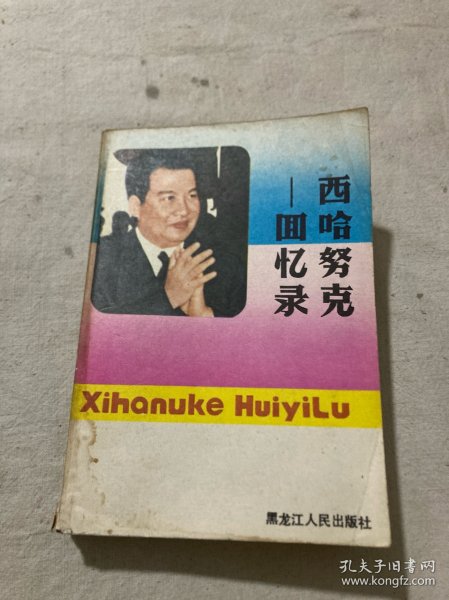 西哈努克
—回忆录
Xihanuke HuiyiLu
黑龙江人民出版社
孔夫子旧书网
www.kongfz.com